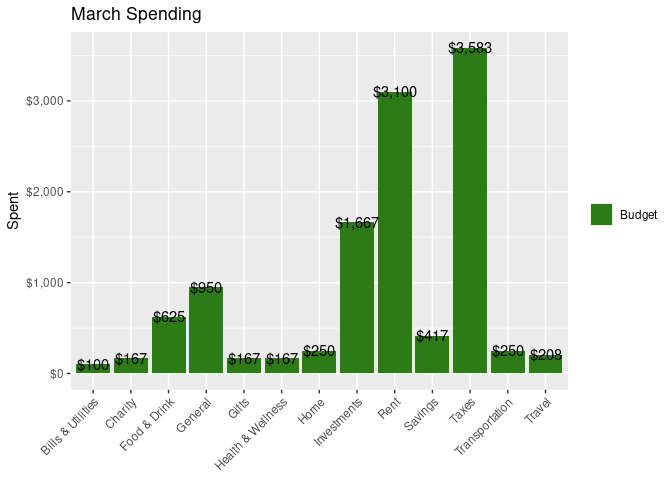 March Spending
Spent
$3,000
$2,000
$1,000
$0
$100
$167
$625
$950
$167
$167
$250
$1,667
$3,100
$417
$3,583
$250
$208
Bills & Utilities
Charity
Food & Drink
General
Gifts
Health & Wellness
Home
Investments
Rent
Savings
Taxes
Transportation
Travel
Budget